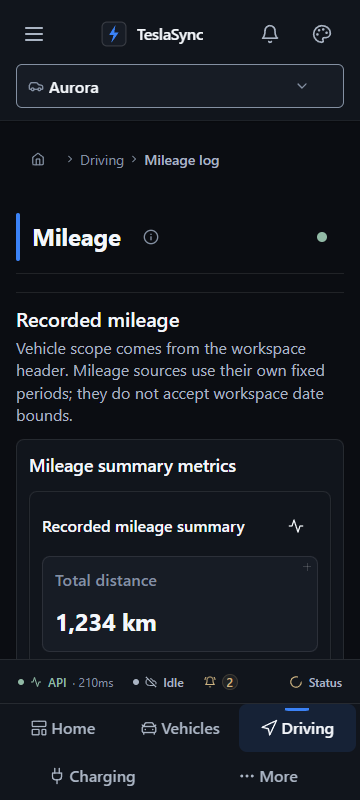 TeslaSync
Aurora
Driving
Mileage log
Mileage
Recorded mileage
Vehicle scope comes from the workspace
header. Mileage sources use their own fixed
periods; they do not accept workspace date
bounds.
Mileage summary metrics
Recorded mileage summary
Total distance
1,234 km
API · 210ms
Idle
2
Status
Home
Vehicles
Driving
Charging
More